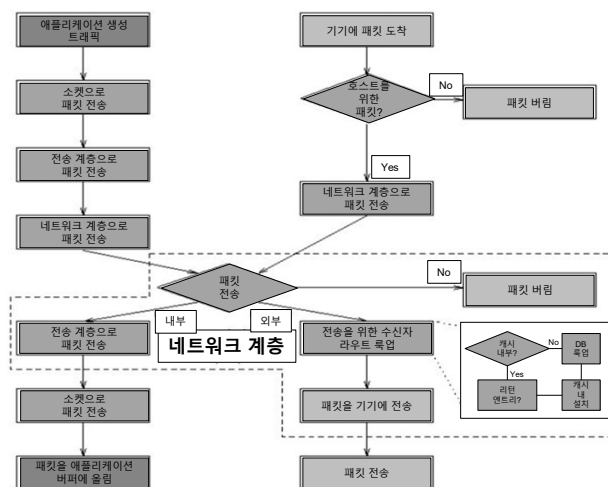 애플리케이션 생성
트래픽
기기에 패킷 도착
소켓으로
패킷 전송
호스트를
위한
패킷?
No
패킷 버림
전송 계층으로
패킷 전송
Yes
네트워크 계층으로
패킷 전송
네트워크 계층으로
패킷 전송
패킷
전송
No
패킷 버림
내부
외부
전송 계층으로
패킷 전송
네트워크 계층
전송을 위한 수신자
라우트 룩업
캐시
내부?
No
DB
룩업
Yes
리턴
엔트리?
캐시
내
설치
소켓으로
패킷 전송
패킷을 기기에 전송
패킷을 애플리케이션
버퍼에 올림
패킷 전송